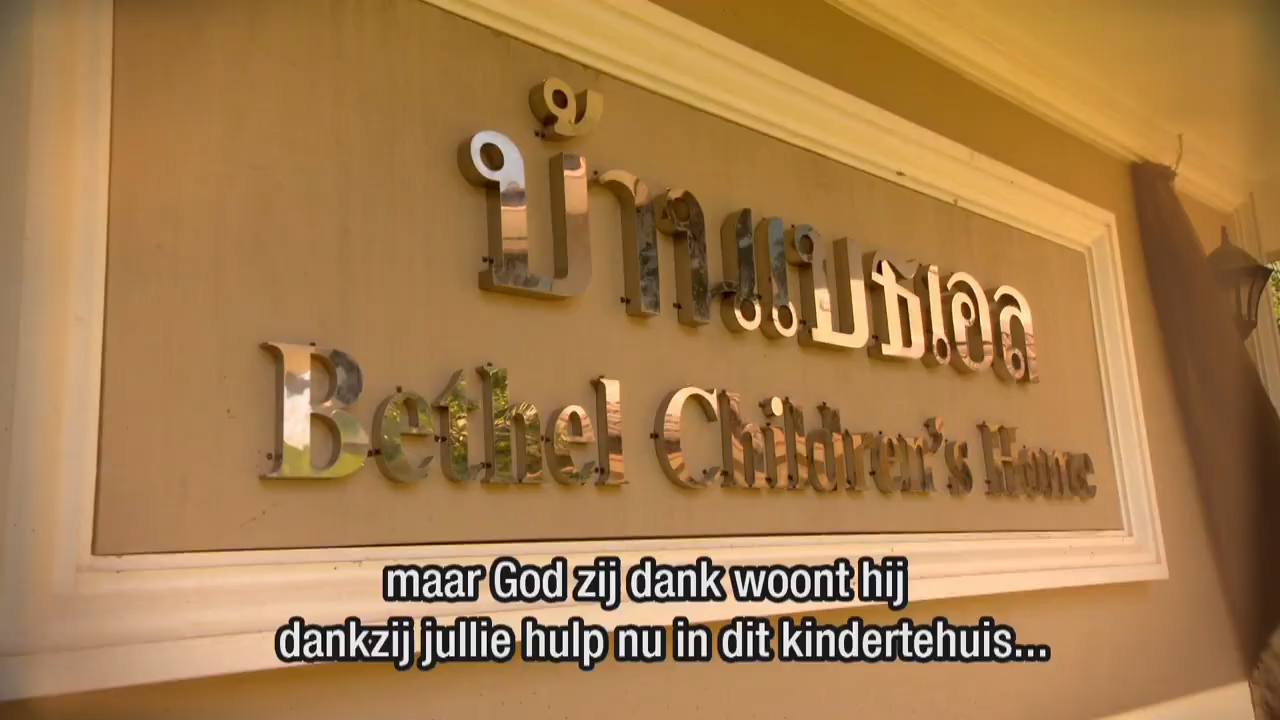 บ้านเบธเอล
Bethel Children's Home
maar God zij dank woont hij
dankzij jullie hulp nu in dit kindertehuis...